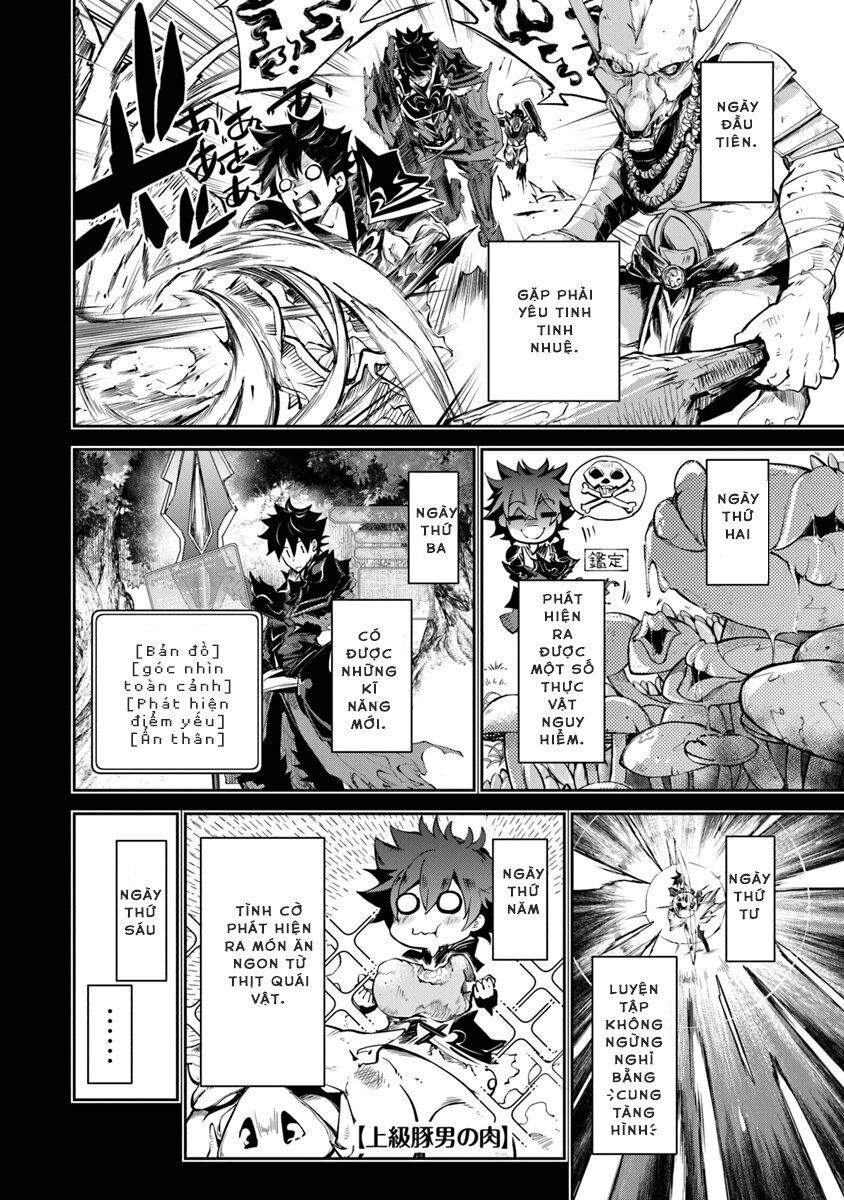 NGÀY
ĐẦU
TIÊN.
GẶP PHẢI
YÊU TINH
TINH
NHUỆ.
NGÀY
THỨ
HAI
鑑定
PHÁT
HIỆN
RA
ĐƯỢC
MỘT SỐ
THỰC
VẬT
NGUY
HIỂM.
NGÀY
THỨ
BA
CÓ
ĐƯỢC
NHỮNG
KĨ
NĂNG
MỚI.
[Bản đồ]
[góc nhìn
toàn cảnh]
[Phát hiện
điểm yếu]
[Ẩn thân]
NGÀY
THỨ
TƯ
LUYỆN
TẬP
KHÔNG
NGỪNG
NGHỈ
BẰNG
CUNG
TÀNG
HÌNH
NGÀY
THỨ
NĂM
TÌNH CỜ
PHÁT HIỆN
RA MÓN ĂN
NGON TỪ
THỊT QUÁI
VẬT.
【上級豚男の肉】
NGÀY
THỨ
SÁU
......